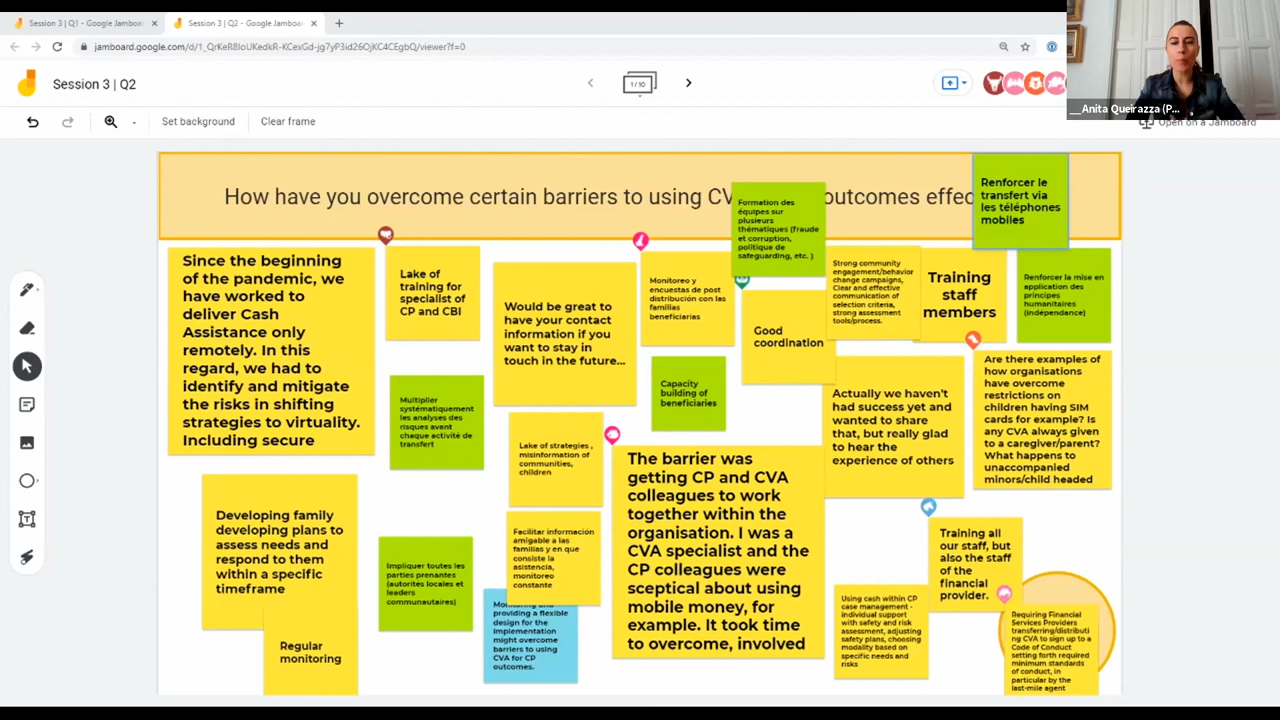 Session 3 | Q1 - Google Jamboa
Session 3 | Q2 - Google Jamboar
jamboard.google.com/d/1_QrKeR8IoUKedkR-KCexGd-jg7yP3id26OjKC4CEgbQ/viewer?f=0
Session 3 | Q2
1/10
__Anita Queirazza (P...
Set background
Clear frame
Open on a Jamboard
How have you overcome certain barriers to using CV
outcomes effec
Renforcer le
transfert via
les téléphones
mobiles
Formation des
équipes sur
plusieurs
thématiques (fraude
et corruption,
politique de
safeguarding, etc. )
Since the beginning
of the pandemic, we
have worked to
deliver Cash
Assistance only
remotely. In this
regard, we had to
identify and mitigate
the risks in shifting
strategies to virtuality.
Including secure
Lake of
training for
specialist of
CP and CBI
Would be great to
have your contact
information if you
want to stay in
touch in the future...
Monitoreo y
encuestas de post
distribución con las
familias
beneficiarias
Good
coordination
Strong community
engagement/behavior
change campaigns,
Clear and effective
communication of
selection criteria,
strong assessment
tools/process.
Training
staff
members
Renforcer la mise en
application des
principes
humanitaires
(indépendance)
Multiplier
systématiquement
les analyses des
risques avant
chaque activité de
transfert
Capacity
building of
beneficiaries
Actually we haven't
had success yet and
wanted to share
that, but really glad
to hear the
experience of others
Are there examples of
how organisations
have overcome
restrictions on
children having SIM
cards for example? Is
any CVA always given
to a caregiver/parent?
What happens to
unaccompanied
minors/child headed
Lake of strategies ,
misinformation of
communities,
children
The barrier was
getting CP and CVA
colleagues to work
together within the
organisation. I was a
CVA specialist and the
CP colleagues were
sceptical about using
mobile money, for
example. It took time
to overcome, involved
Developing family
developing plans to
assess needs and
respond to them
within a specific
timeframe
Regular
monitoring
Impliquer toutes les
parties prenantes
(autorités locales et
leaders
communautaires)
Facilitar información
amigable a las
familias y en que
consiste la
asistencia,
monitoreo
constante
Monitoring and
providing a flexible
design for the
implementation
might overcome
barriers to using
CVA for CP
outcomes.
Training all
our staff, but
also the staff
of the
financial
provider.
Using cash within CP
case management -
individual support
with safety and risk
assessment, adjusting
safety plans, choosing
modality based on
specific needs and
risks
Requiring Financial
Services Providers
transferring/distributi
ng CVA to sign up to a
Code of Conduct
setting forth required
minimum standards
of conduct, in
particular by the
last-mile agent